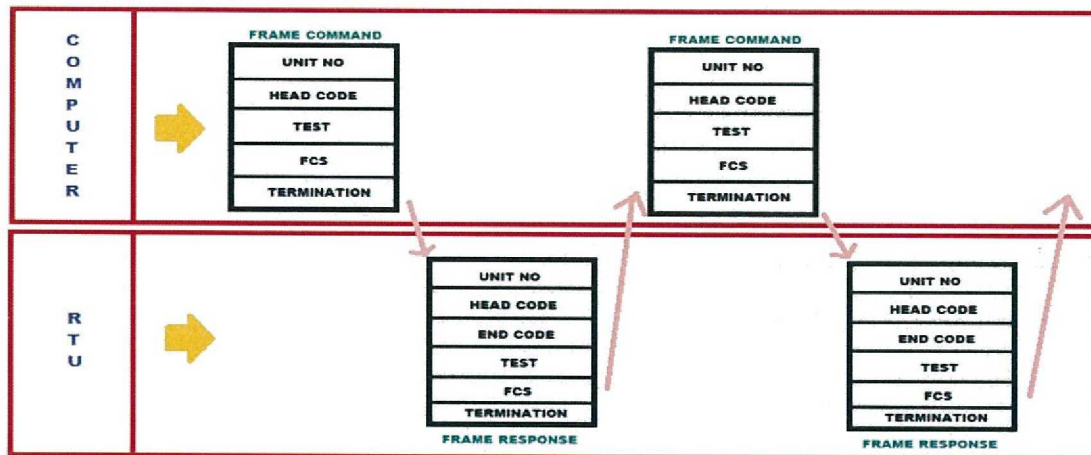 COMPUTER
FRAME COMMAND
UNIT NO
HEAD CODE
TEST
FCS
TERMINATION
FRAME COMMAND
UNIT NO
HEAD CODE
TEST
FCS
TERMINATION
RTU
UNIT NO
HEAD CODE
END CODE
TEST
FCS
TERMINATION
FRAME RESPONSE
UNIT NO
HEAD CODE
END CODE
TEST
FCS
TERMINATION
FRAME RESPONSE